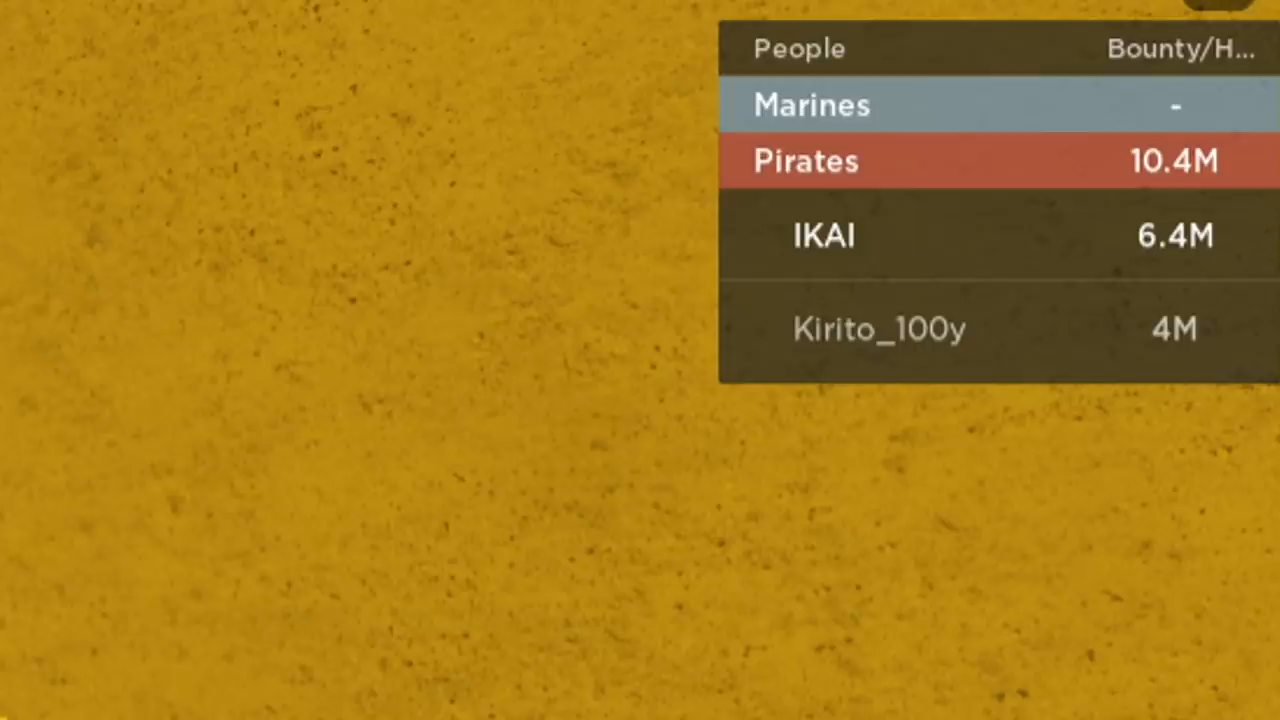 People Bounty/H...
Marines -
Pirates 10.4M
IKAI 6.4M
Kirito_100y 4M